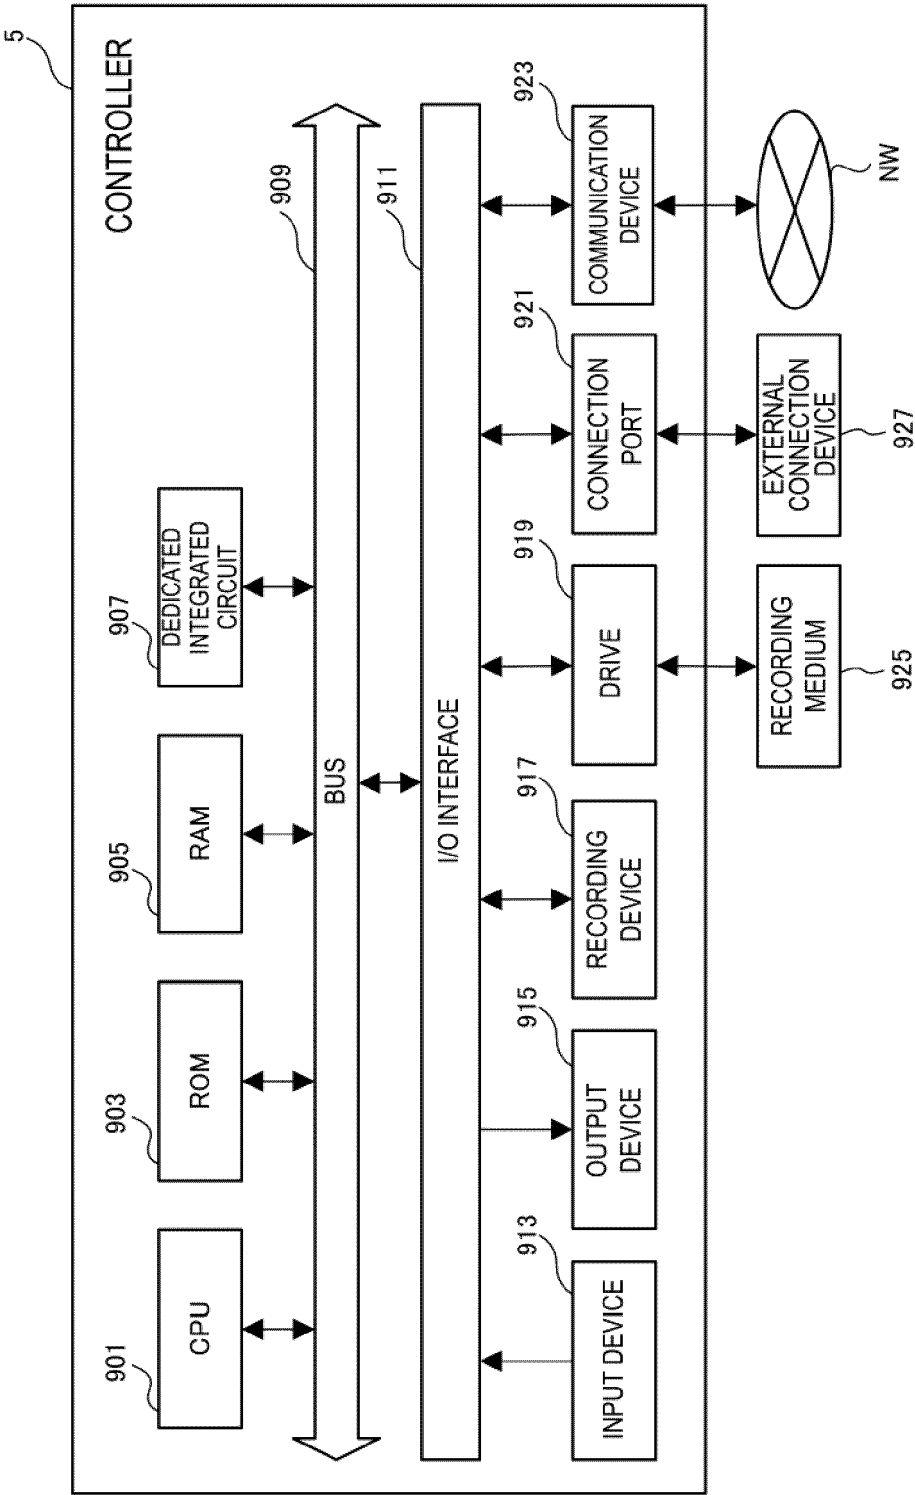 5
CONTROLLER
901
CPU
903
ROM
905
RAM
907
DEDICATED
INTEGRATED
CIRCUIT
909
BUS
911
I/O INTERFACE
913
INPUT DEVICE
915
OUTPUT
DEVICE
917
RECORDING
DEVICE
919
DRIVE
921
CONNECTION
PORT
923
COMMUNICATION
DEVICE
RECORDING
MEDIUM
925
EXTERNAL
CONNECTION
DEVICE
927
NW